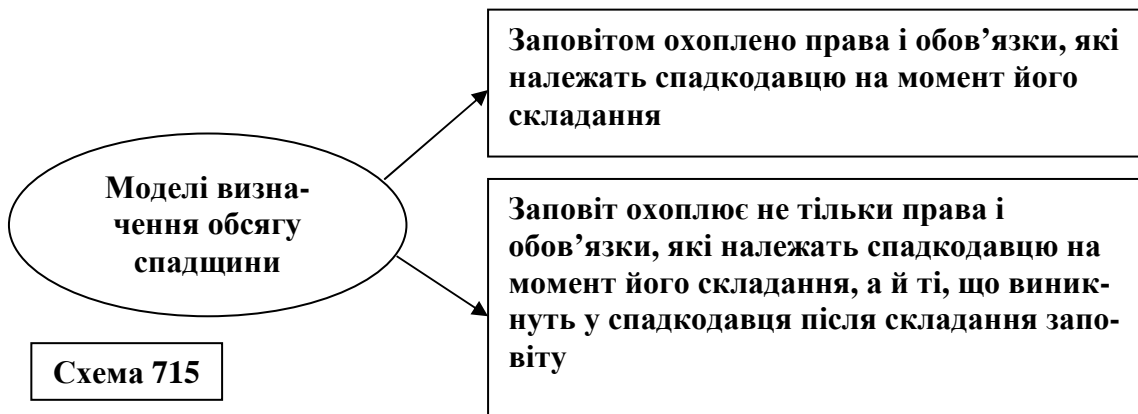 Заповітом охоплено права і обов’язки, які
належать спадкодавцю на момент його
складання
Моделі визна-
чення обсягу
спадщини
Заповіт охоплює не тільки права і
обов’язки, які належать спадкодавцю на
момент його складання, а й ті, що виник-
нуть у спадкодавця після складання запо-
віту
Схема 715